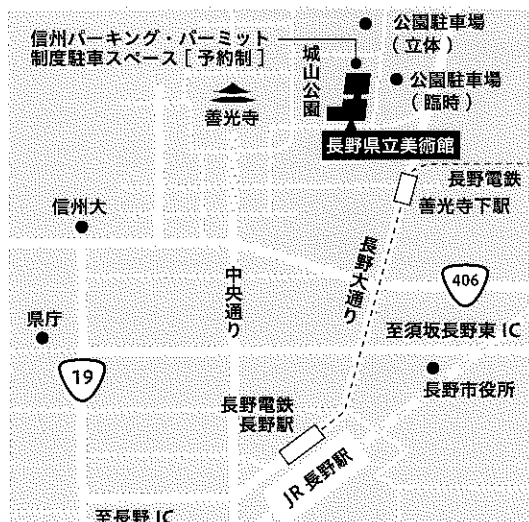 公園駐車場
(立体)
信州パーキング・パーミット
制度駐車スペース [予約制]
城山公園
公園駐車場
(臨時)
善光寺
長野県立美術館
長野電鉄
善光寺下駅
信州大
中央通り
長野大通り
406
至須坂長野東 IC
県庁
19
長野市役所
長野電鉄
長野駅
JR 長野駅
至長野 IC